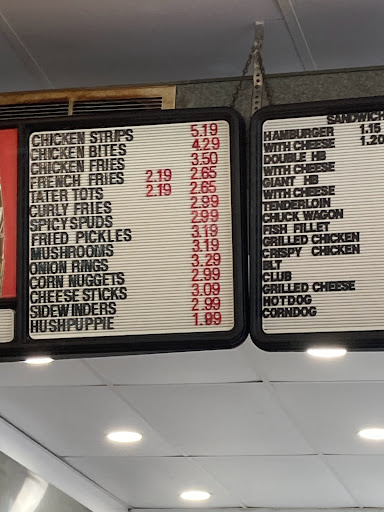 CHICKEN STRIPS 5.19
CHICKEN BITES 4.29
CHICKEN FRIES 3.50
FRENCH FRIES 2.19 2.65
TATER TOTS 2.19 2.65
CURLY FRIES 2.99
SPICY SPUDS 2.99
FRIED PICKLES 3.19
MUSHROOMS 3.19
ONION RINGS 3.29
CORN NUGGETS 2.99
CHEESE STICKS 3.09
SIDEWINDERS 2.99
HUSHPUPPIE 1.89
SANDWICH
HAMBURGER 1.15
WITH CHEESE 1.20
DOUBLE HB
WITH CHEESE
GIANT HB
WITH CHEESE
TENDERLOIN
CHUCK WAGON
FISH FILLET
GRILLED CHICKEN
CRISPY CHICKEN
BLT
CLUB
GRILLED CHEESE
HOTDOG
CORNDOG